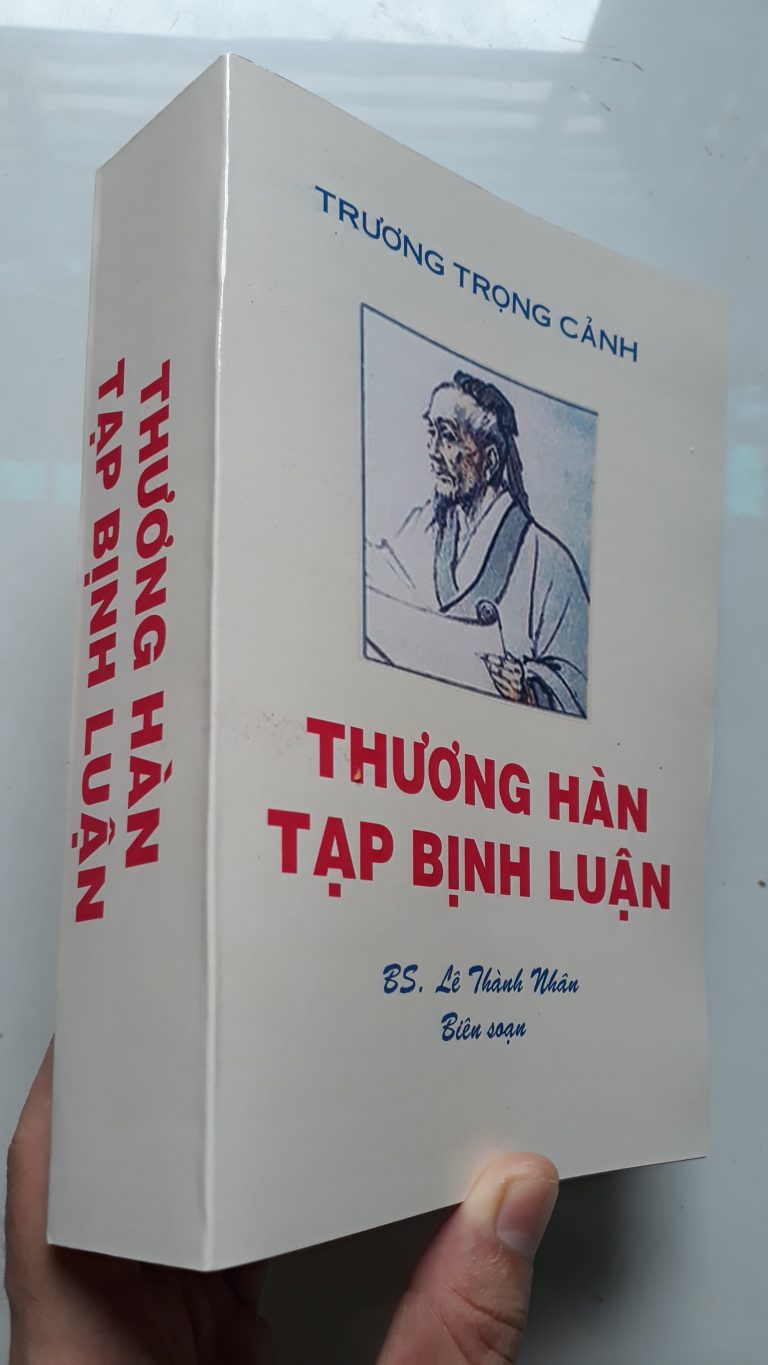 TRƯƠNG TRỌNG CẢNH
THƯƠNG HÀN
TẠP BỊNH LUẬN
BS. Lê Thành Nhân
Biên soạn
THƯƠNG HÀN
TẠP BỊNH LUẬN